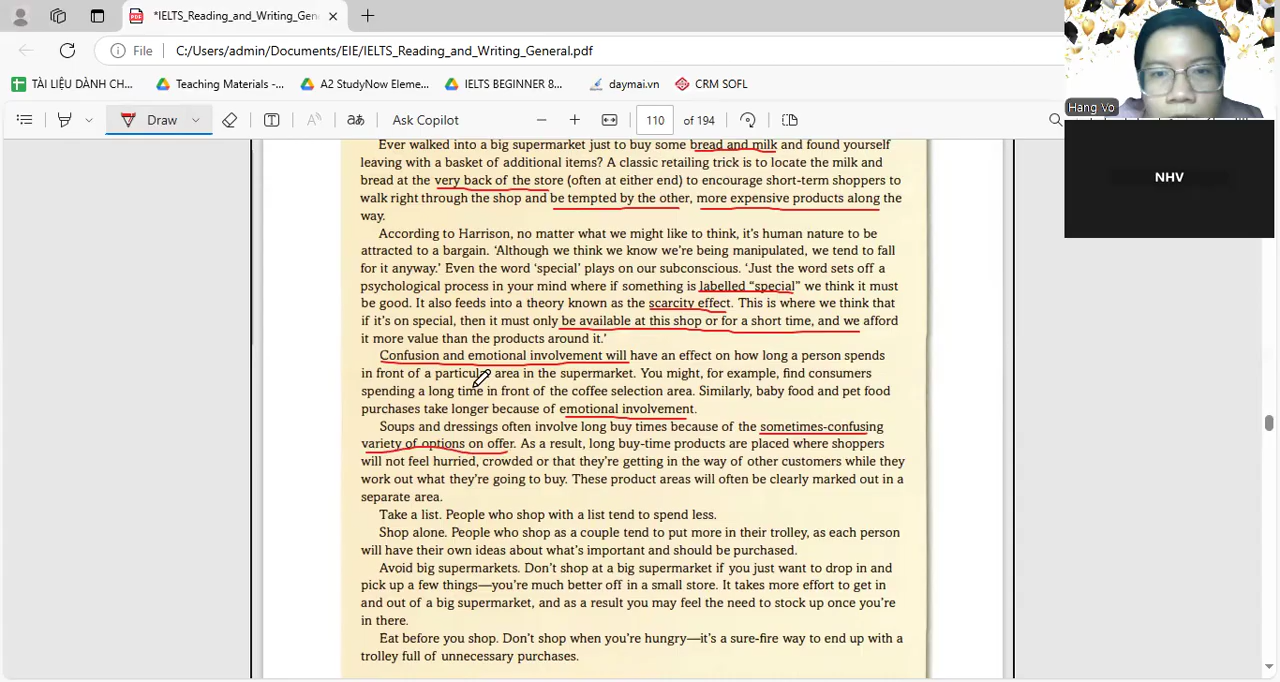 *IELTS_Reading_and_Writing_Gen
File
C:/Users/admin/Documents/EIE/IELTS_Reading_and_Writing_General.pdf
TÀI LIỆU DÀNH CH...
Teaching Materials -...
A2 StudyNow Eleme...
IELTS BEGINNER 8...
daymai.vn
CRM SOFL
Draw
Ask Copilot
110 of 194
Hang Vo
NHV
Ever walked into a big supermarket just to buy some bread and milk and found yourself
leaving with a basket of additional items? A classic retailing trick is to locate the milk and
bread at the very back of the store (often at either end) to encourage short-term shoppers to
walk right through the shop and be tempted by the other, more expensive products along the
way.
According to Harrison, no matter what we might like to think, it's human nature to be
attracted to a bargain. 'Although we think we know we're being manipulated, we tend to fall
for it anyway.' Even the word 'special' plays on our subconscious. 'Just the word sets off a
psychological process in your mind where if something is labelled "special" we think it must
be good. It also feeds into a theory known as the scarcity effect. This is where we think that
if it's on special, then it must only be available at this shop or for a short time, and we afford
it more value than the products around it.'
Confusion and emotional involvement will have an effect on how long a person spends
in front of a particular area in the supermarket. You might, for example, find consumers
spending a long time in front of the coffee selection area. Similarly, baby food and pet food
purchases take longer because of emotional involvement.
Soups and dressings often involve long buy times because of the sometimes-confusing
variety of options on offer. As a result, long buy-time products are placed where shoppers
will not feel hurried, crowded or that they're getting in the way of other customers while they
work out what they're going to buy. These product areas will often be clearly marked out in a
separate area.
Take a list. People who shop with a list tend to spend less.
Shop alone. People who shop as a couple tend to put more in their trolley, as each person
will have their own ideas about what's important and should be purchased.
Avoid big supermarkets. Don't shop at a big supermarket if you just want to drop in and
pick up a few things—you're much better off in a small store. It takes more effort to get in
and out of a big supermarket, and as a result you may feel the need to stock up once you're
in there.
Eat before you shop. Don't shop when you're hungry—it's a sure-fire way to end up with a
trolley full of unnecessary purchases.